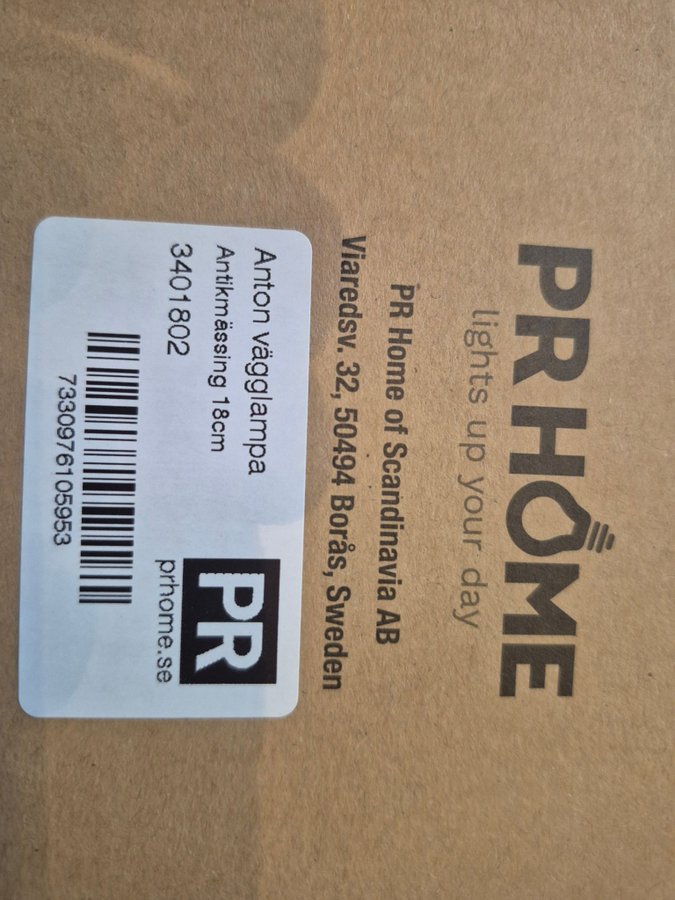 PR HOME
lights up your day
PR Home of Scandinavia AB
Viaredsv. 32, 50494 Borås, Sweden
Anton vägglampa
Antikmässing 18cm
3401802
7330976105953
PR
prhome.se